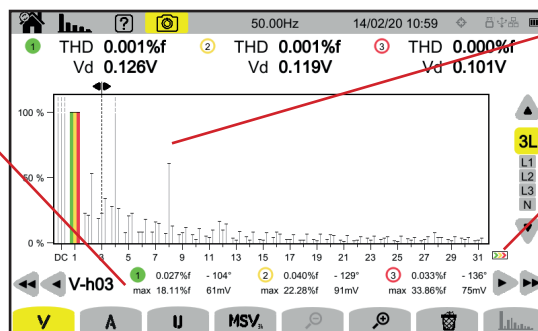 ? 50.00Hz 14/02/20 10:59
1 THD 0.001%f 2 THD 0.001%f 3 THD 0.000%f
Vd 0.126V Vd 0.119V Vd 0.101V
100 %
50 %
0 %
3L
L1
L2
L3
N
DC 1 3 5 7 9 11 13 15 17 19 21 23 25 27 29 31
V-h03 1 0.027%f - 104° 2 0.040%f - 129° 3 0.033%f - 136°
max 18.11%f 61mV max 22.28%f 91mV max 33.86%f 75mV
V A U MSV